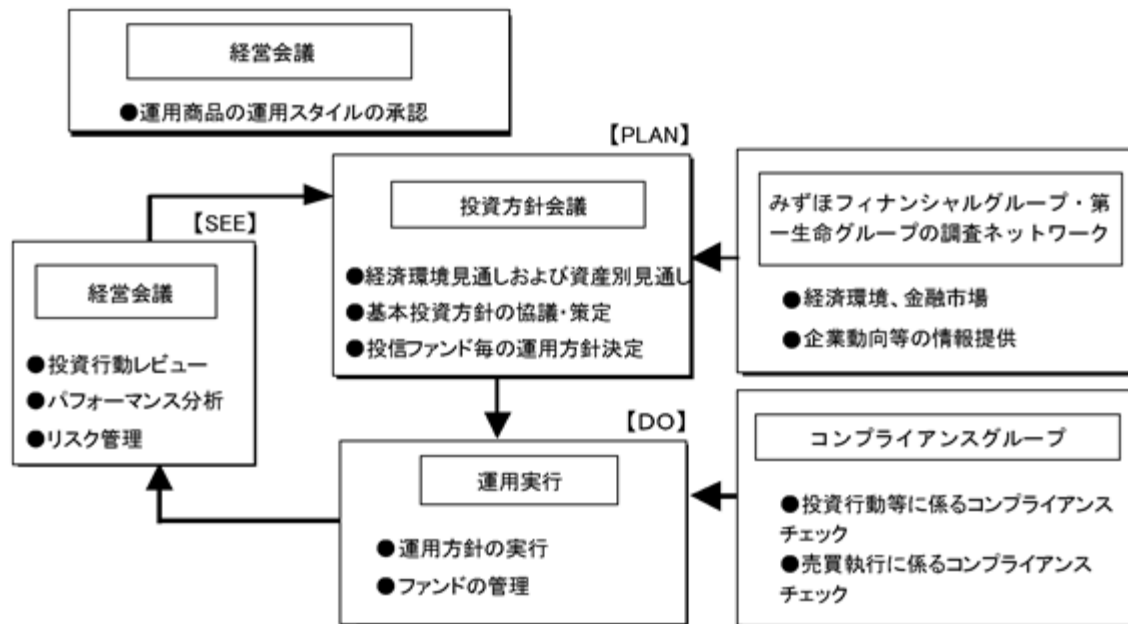 経営会議
●運用商品の運用スタイルの承認
【PLAN】
投資方針会議
●経済環境見通しおよび資産別見通し
●基本投資方針の協議・策定
●投信ファンド毎の運用方針決定
みずほフィナンシャルグループ・第
一生命グループの調査ネットワーク
●経済環境、金融市場
●企業動向等の情報提供
【SEE】
経営会議
●投資行動レビュー
●パフォーマンス分析
●リスク管理
【DO】
運用実行
●運用方針の実行
●ファンドの管理
コンプライアンスグループ
●投資行動等に係るコンプライアンス
チェック
●売買執行に係るコンプライアンス
チェック